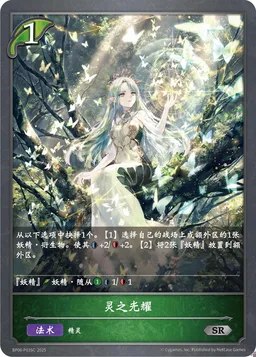 1
从以下选项中抉择1个。【1】选择自己的战场上或额外区的1张
妖精·衍生物。使其+2/+2。【2】将2张『妖精』放置到额
外区。
『妖精』 妖精·随从 1 1/1
灵之先耀
法术 精灵
SR